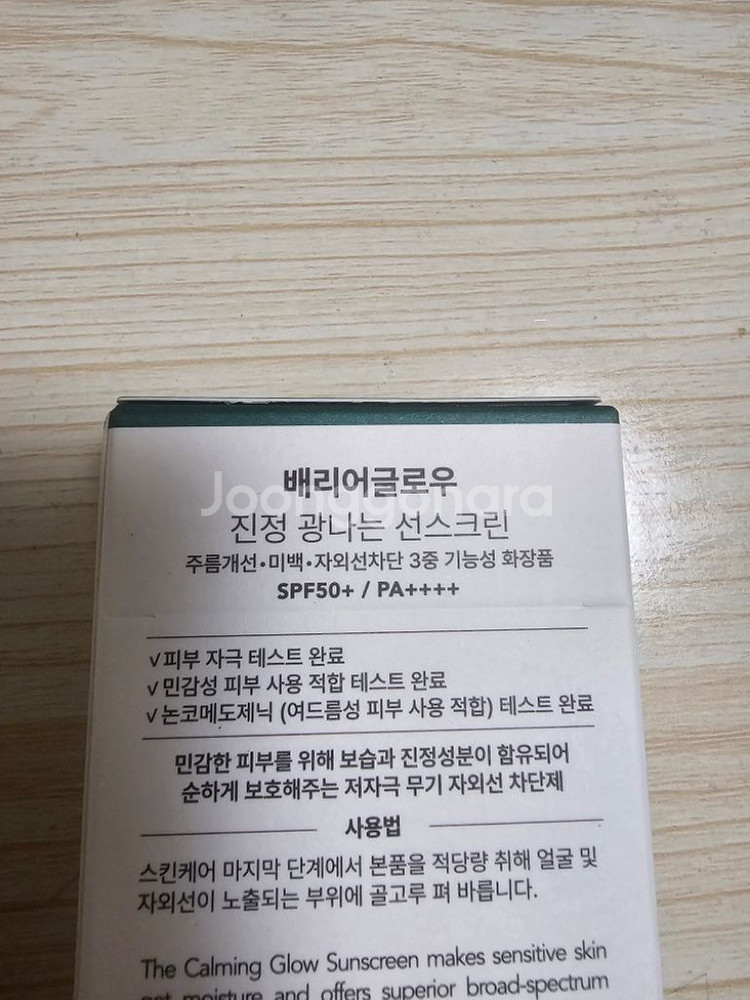 배리어글로우
Joonggonara
진정 광나는 선스크린
주름개선•미백•자외선차단 3중 기능성 화장품
SPF50+ / PA++++
√피부 자극 테스트 완료
√민감성 피부 사용 적합 테스트 완료
√논코메도제닉 (여드름성 피부 사용 적합) 테스트 완료
민감한 피부를 위해 보습과 진정성분이 함유되어
순하게 보호해주는 저자극 무기 자외선 차단제
사용법
스킨케어 마지막 단계에서 본품을 적당량 취해 얼굴 및
자외선이 노출되는 부위에 골고루 펴 바릅니다.
The Calming Glow Sunscreen makes sensitive skin
get moisture and offers superior broad-spectrum